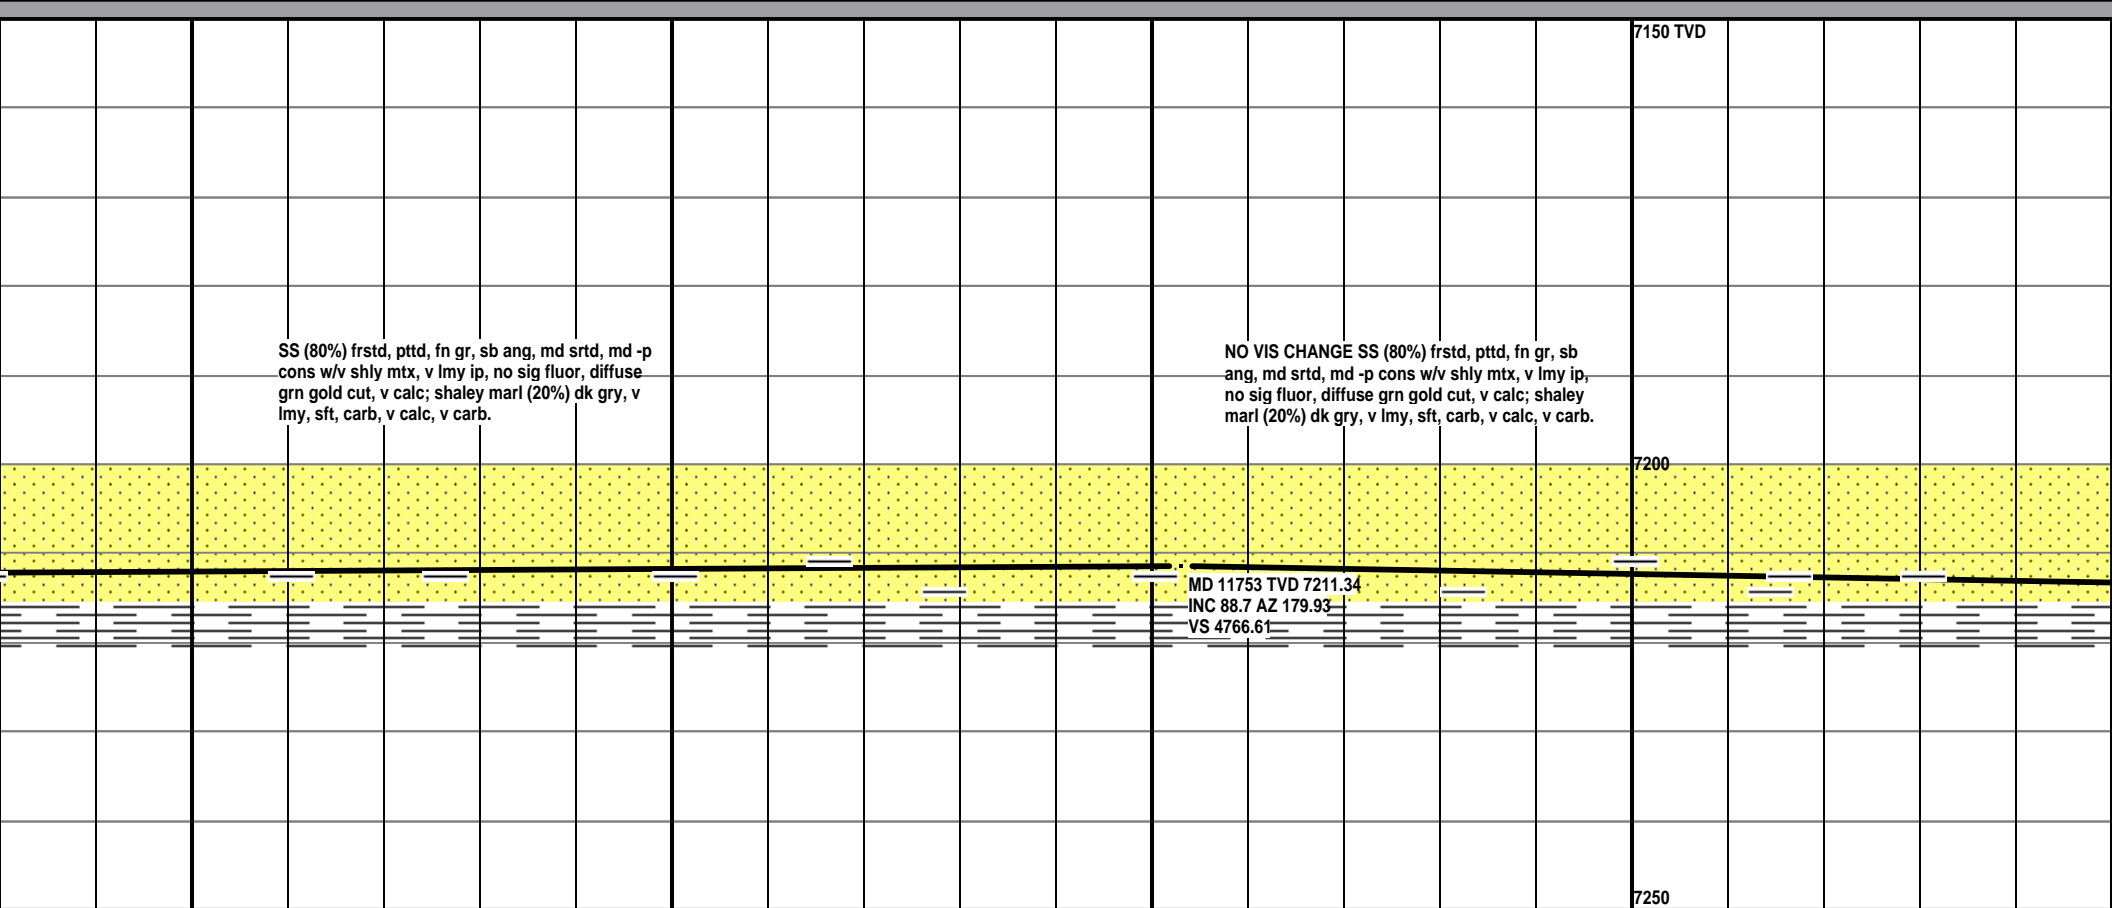 7150 TVD
SS (80%) frstd, pttd, fn gr, sb ang, md srtd, md -p
cons w/v shly mtx, v lmy ip, no sig fluor, diffuse
grn gold cut, v calc; shaley marl (20%) dk gry, v
lmy, sft, carb, v calc, v carb.
NO VIS CHANGE SS (80%) frstd, pttd, fn gr, sb
ang, md srtd, md -p cons w/v shly mtx, v lmy ip,
no sig fluor, diffuse grn gold cut, v calc; shaley
marl (20%) dk gry, v lmy, sft, carb, v calc, v carb.
7200
MD 11753 TVD 7211.34
INC 88.7 AZ 179.93
VS 4766.61
7250